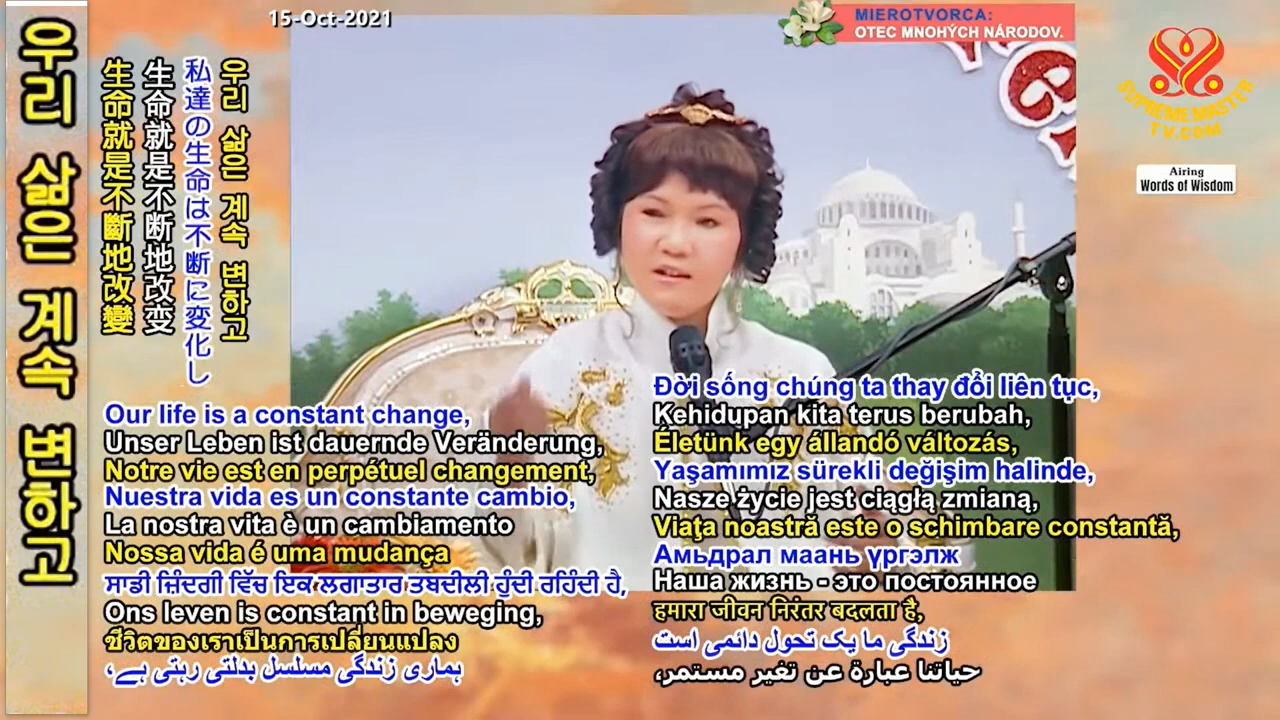 15-Oct-2021
MIEROTVORCA:
OTEC MNOHÝCH NÁRODOV.
SUPREME MASTER
TV.COM
Airing
Words of Wisdom
우리 삶은 계속 변하고
우리 삶은 계속 변하고
私達の生命は不断に変化し
生命就是不断地改变
生命就是不斷地改變
Our life is a constant change,
Unser Leben ist dauernde Veränderung,
Notre vie est en perpétuel changement,
Nuestra vida es un constante cambio,
La nostra vita è un cambiamento
Nossa vida é uma mudança
ਸਾਡੀ ਜ਼ਿੰਦਗੀ ਵਿੱਚ ਇਕ ਲਗਾਤਾਰ ਤਬਦੀਲੀ ਹੁੰਦੀ ਰਹਿੰਦੀ ਹੈ,
Ons leven is constant in beweging,
ชีวิตของเราเป็นการเปลี่ยนแปลง
ہماری زندگی مسلسل بدلتی رہتی ہے،
Đời sống chúng ta thay đổi liên tục,
Kehidupan kita terus berubah,
Életünk egy állandó változás,
Yaşamımız sürekli değişim halinde,
Nasze życie jest ciągłą zmianą,
Viaţa noastră este o schimbare constantă,
Амьдрал маань үргэлж
Наша жизнь - это постоянное
हमारा जीवन निरंतर बदलता है,
زندگی ما یک تحول دائمی است
حياتنا عبارة عن تغير مستمر،